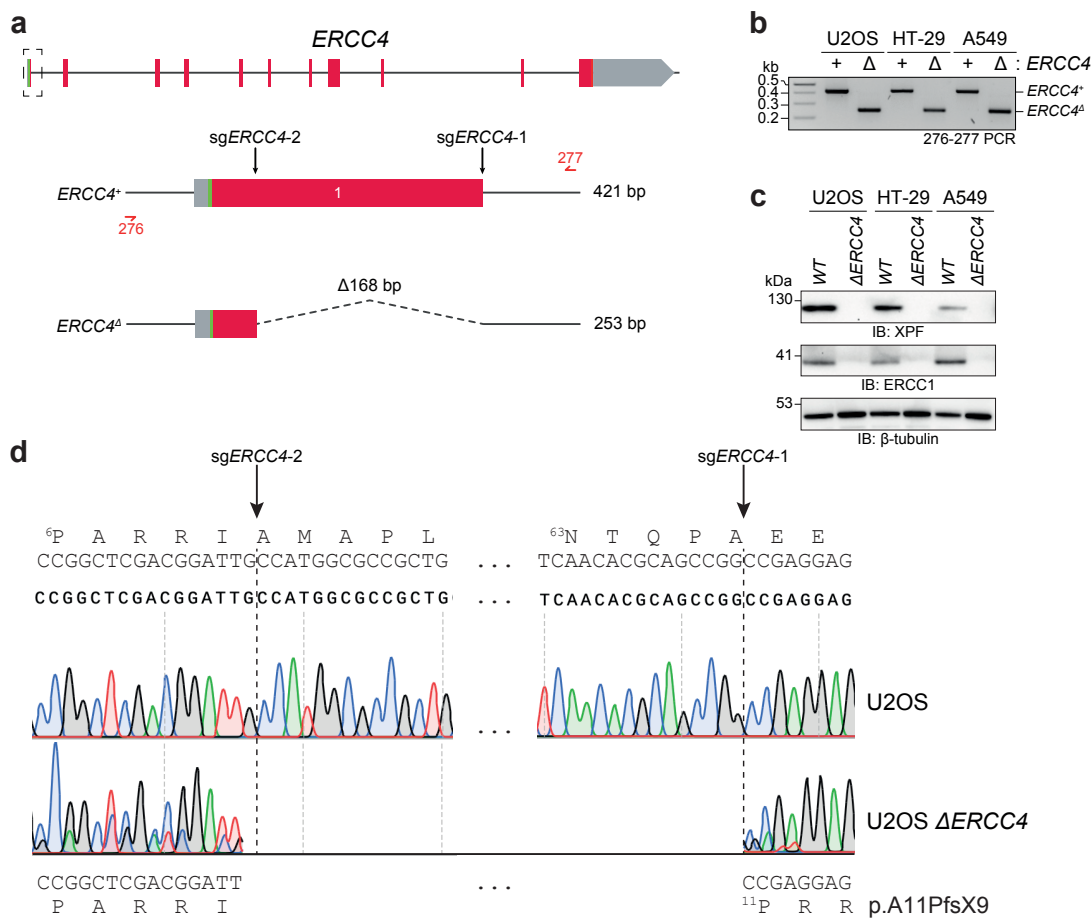 a
ERCC4
sgERCC4-2
sgERCC4-1
277
ERCC4⁺
1
421 bp
276
Δ168 bp
ERCC4Δ
253 bp
b
U2OS HT-29 A549
+ Δ + Δ + Δ : ERCC4
kb
0.5
0.4
0.3
0.2
ERCC4⁺
ERCC4Δ
276-277 PCR
c
U2OS HT-29 A549
WT ΔERCC4 WT ΔERCC4 WT ΔERCC4
kDa
130
IB: XPF
41
IB: ERCC1
53
IB: β-tubulin
d
sgERCC4-2
sgERCC4-1
⁶P A R R I A M A P L
⁶³N T Q P A E E
CCGGCTCGACGGATTGCCATGGCGCCGCTG ... TCAACACGCAGCCGGCCGAGGAG
CCGGCTCGACGGATTGCCATGGCGCCGCTG ... TCAACACGCAGCCGGCCGAGGAG
...
U2OS
U2OS ΔERCC4
CCGGCTCGACGGATT ... CCGAGGAG
P A R R I ¹¹P R R p.A11PfsX9